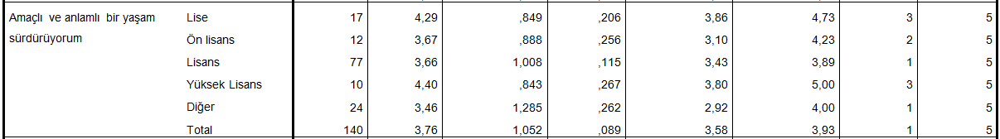 Amaçlı ve anlamlı bir yaşam Lise 17 4,29 ,849 ,206 3,86 4,73 3 5
sürdürüyorum Ön lisans 12 3,67 ,888 ,256 3,10 4,23 2 5
Lisans 77 3,66 1,008 ,115 3,43 3,89 1 5
Yüksek Lisans 10 4,40 ,843 ,267 3,80 5,00 3 5
Diğer 24 3,46 1,285 ,262 2,92 4,00 1 5
Total 140 3,76 1,052 ,089 3,58 3,93 1 5